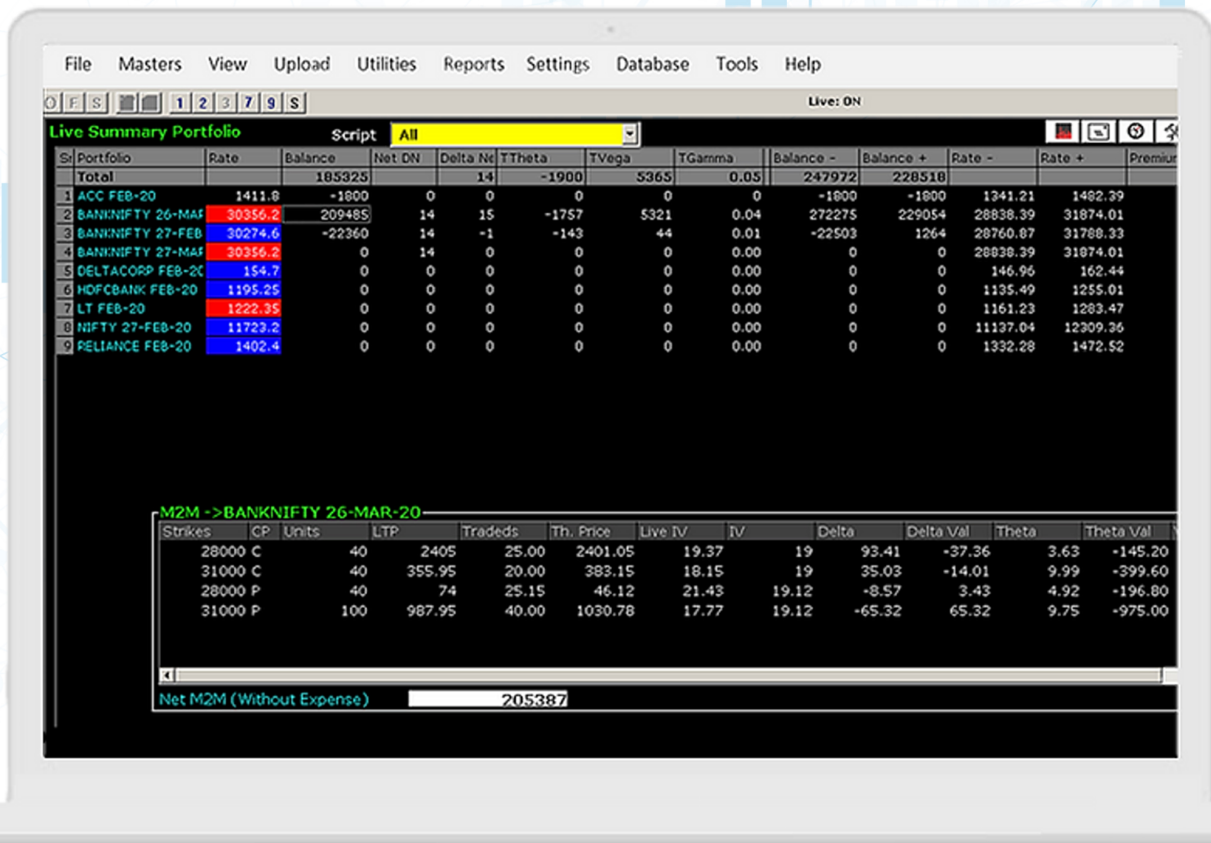 File Masters View Upload Utilities Reports Settings Database Tools Help
O F S 1 2 3 7 9 S Live: ON
Live Summary Portfolio Script All
Sr Portfolio Rate Balance Net DN Delta Ne TTheta TVega TGamma Balance - Balance + Rate - Rate + Premium
Total 185325 14 -1900 5365 0.05 247972 228518
1 ACC FEB-20 1411.8 -1800 0 0 0 0 0 -1800 -1800 1341.21 1482.39
2 BANKNIFTY 26-MAR 30356.2 209485 14 15 -1757 5321 0.04 272275 229054 28838.39 31874.01
3 BANKNIFTY 27-FEB 30274.6 -22360 14 -1 -143 44 0.01 -22503 1264 28760.87 31788.33
4 BANKNIFTY 27-MAR 30356.2 0 14 0 0 0 0.00 0 0 28838.39 31874.01
5 DELTACORP FEB-20 154.7 0 0 0 0 0 0.00 0 0 146.96 162.44
6 HDFCBANK FEB-20 1195.25 0 0 0 0 0 0.00 0 0 1135.49 1255.01
7 LT FEB-20 1222.35 0 0 0 0 0 0.00 0 0 1161.23 1283.47
8 NIFTY 27-FEB-20 11723.2 0 0 0 0 0 0.00 0 0 11137.04 12309.36
9 RELIANCE FEB-20 1402.4 0 0 0 0 0 0.00 0 0 1332.28 1472.52
M2M ->BANKNIFTY 26-MAR-20
Strikes CP Units LTP Tradeds Th. Price Live IV IV Delta Delta Val Theta Theta Val
28000 C 40 2405 25.00 2401.05 19.37 19 93.41 -37.36 3.63 -145.20
31000 C 40 355.95 20.00 383.15 18.15 19 35.03 -14.01 9.99 -399.60
28000 P 40 74 25.15 46.12 21.43 19.12 -8.57 3.43 4.92 -196.80
31000 P 100 987.95 40.00 1030.78 17.77 19.12 -65.32 65.32 9.75 -975.00
Net M2M (Without Expense) 205387